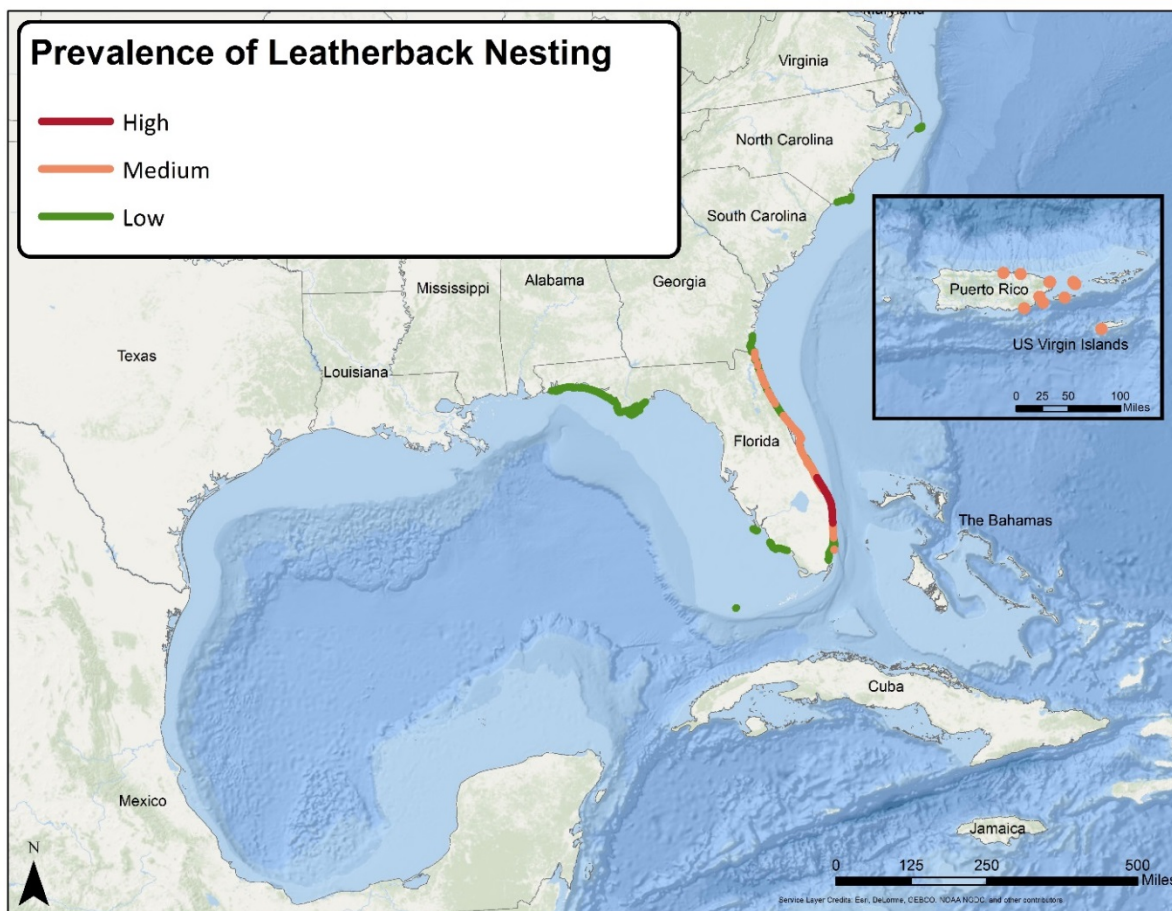 Maryland
Prevalence of Leatherback Nesting
High
Medium
Low
Virginia
North Carolina
South Carolina
Georgia
Alabama
Mississippi
Louisiana
Texas
Florida
Puerto Rico
US Virgin Islands
0 25 50 100
Miles
The Bahamas
Cuba
Jamaica
Mexico
N
0 125 250 500
Miles
Service Layer Credits: Esri, DeLorme, GEBCO, NOAA NGDC, and other contributors